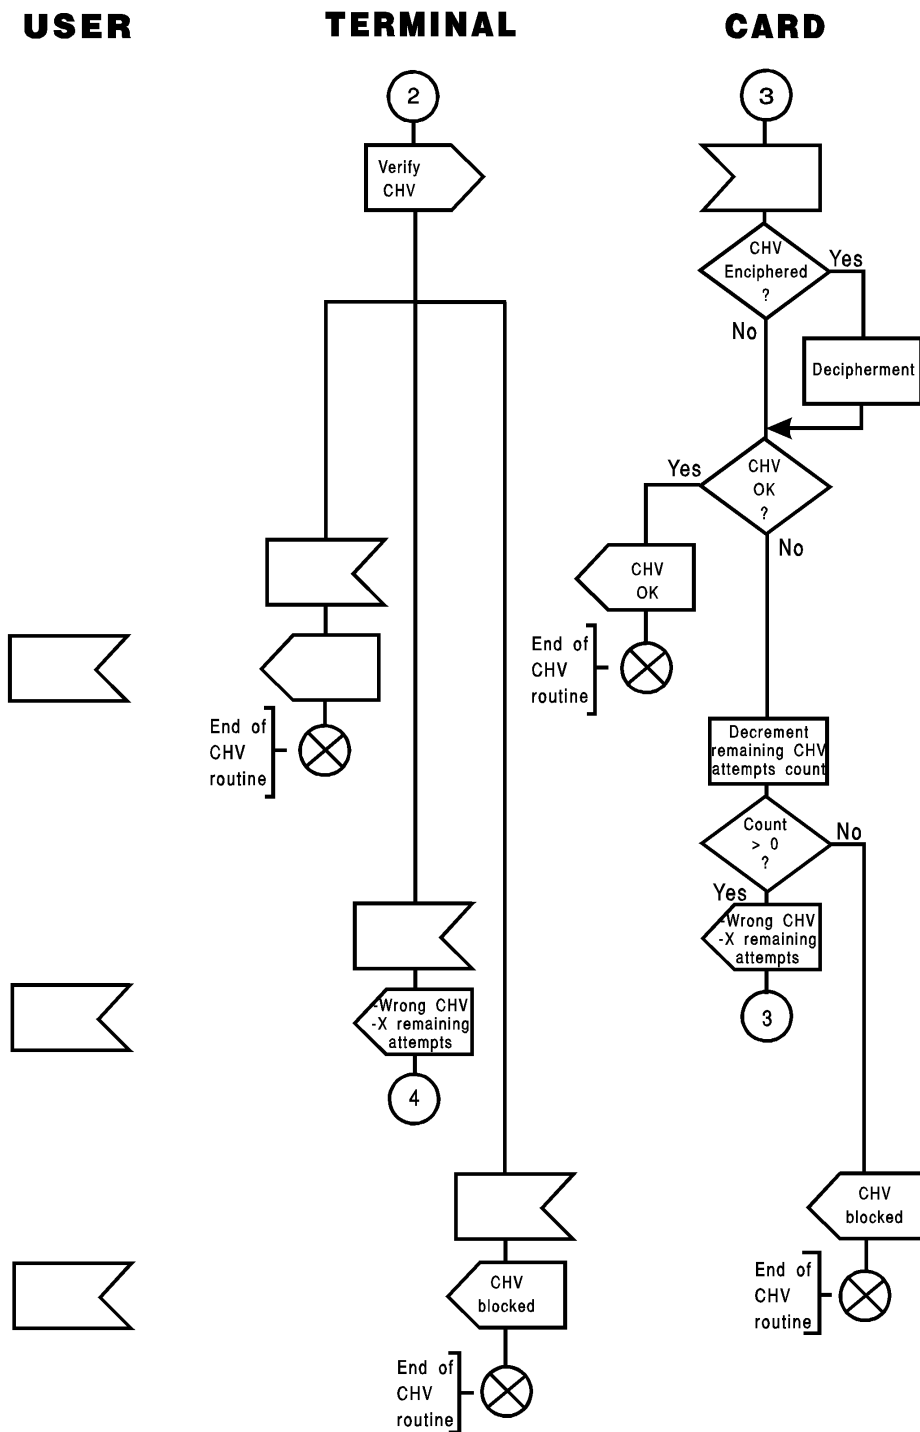 USER TERMINAL CARD
2
3
Verify
CHV
CHV
Enciphered
?
Yes
No
Decipherment
CHV
OK
?
Yes
No
CHV
OK
End of
CHV
routine
End of
CHV
routine
Decrement
remaining CHV
attempts count
Count
> 0
?
No
Yes
-Wrong CHV
-X remaining
attempts
3
-Wrong CHV
-X remaining
attempts
4
CHV
blocked
End of
CHV
routine
CHV
blocked
End of
CHV
routine